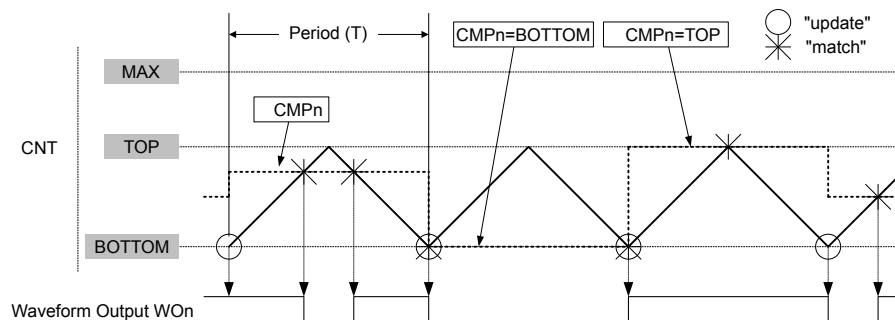 Period (T)
CMPn=BOTTOM
CMPn=TOP
"update"
"match"
MAX
CMPn
CNT
TOP
BOTTOM
Waveform Output WOn